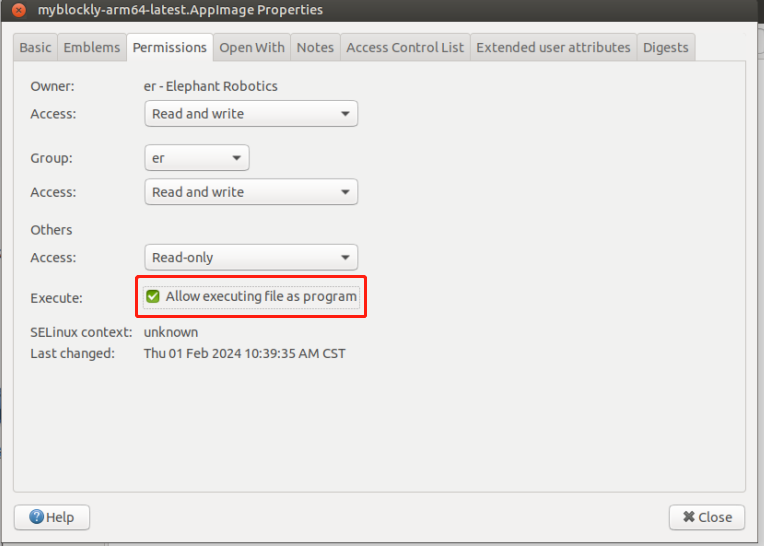 myblockly-arm64-latest.AppImage Properties
Basic Emblems Permissions Open With Notes Access Control List Extended user attributes Digests
Owner: er - Elephant Robotics
Access: Read and write
Group: er
Access: Read and write
Others
Access: Read-only
Execute: Allow executing file as program
SELinux context: unknown
Last changed: Thu 01 Feb 2024 10:39:35 AM CST
Help Close